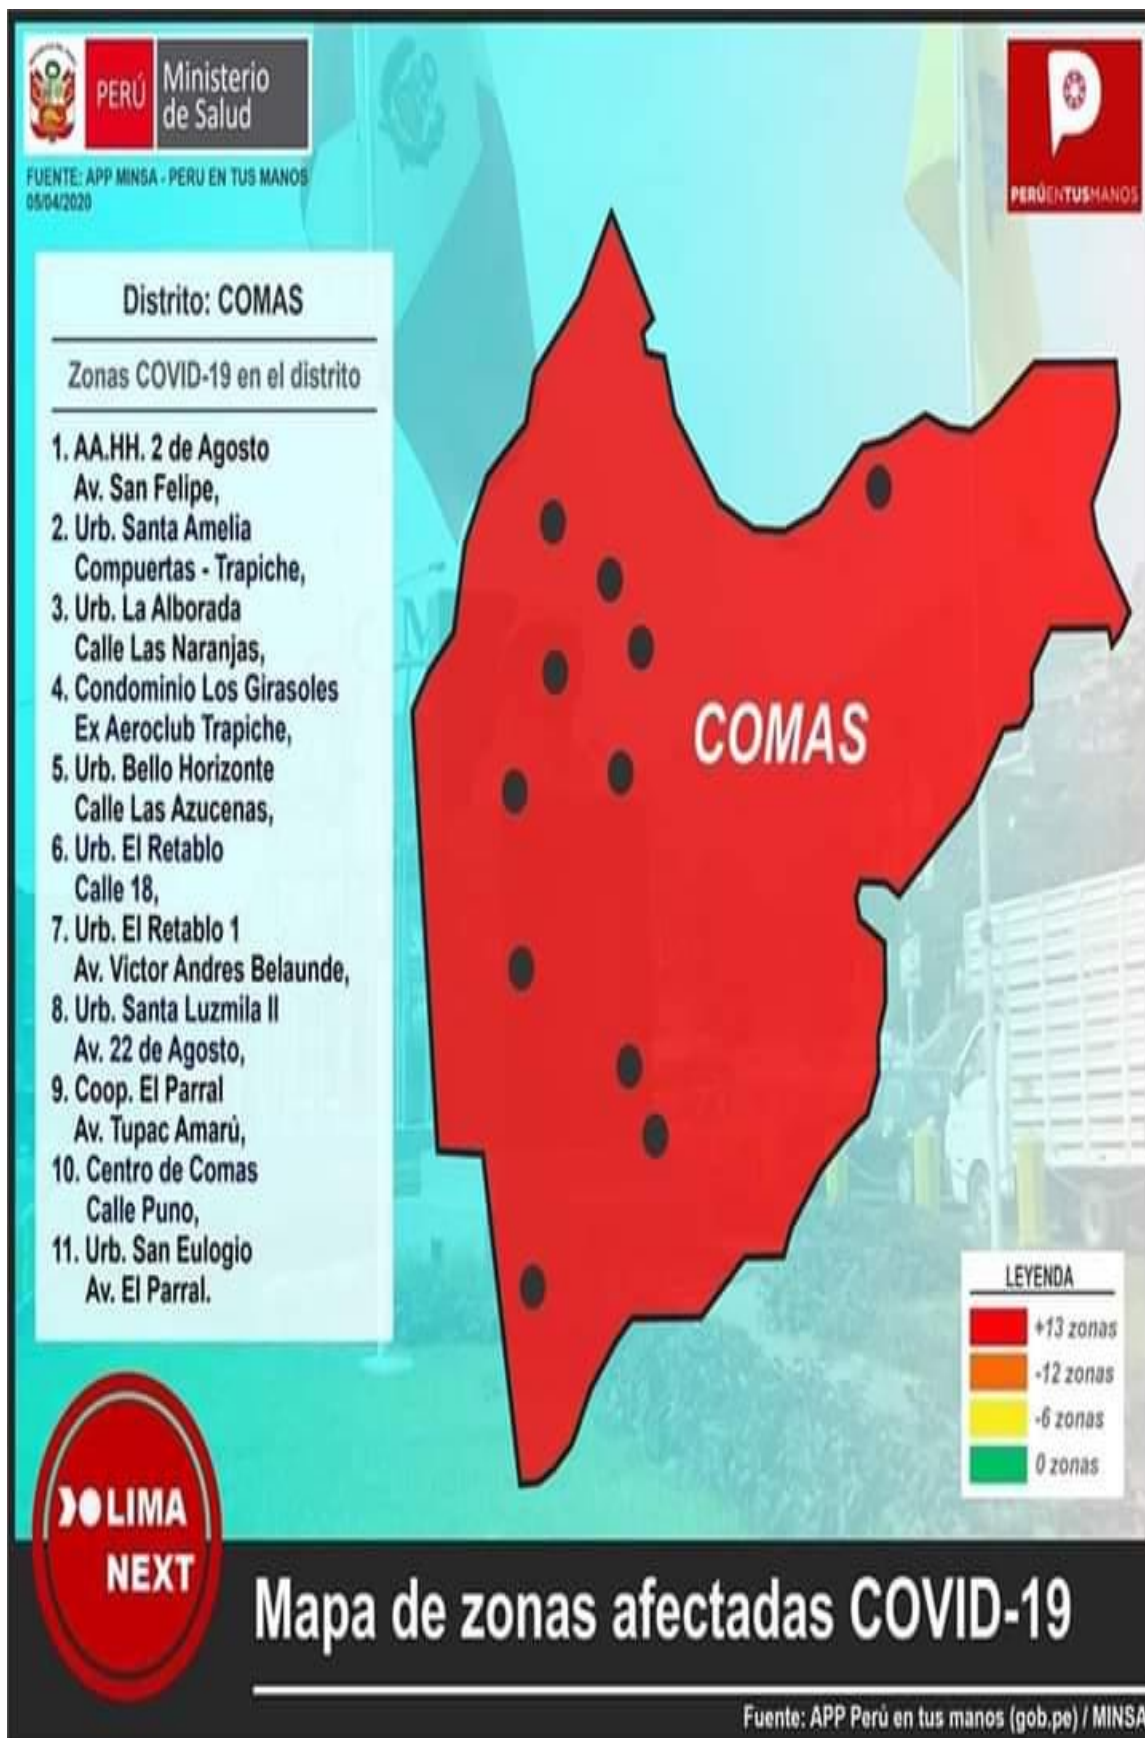 PERÚ
Ministerio
de Salud
FUENTE: APP MINSA - PERU EN TUS MANOS
05/04/2020
PERÚENTUSMANOS
Distrito: COMAS
Zonas COVID-19 en el distrito
1. AA.HH. 2 de Agosto
Av. San Felipe,
2. Urb. Santa Amelia
Compuertas - Trapiche,
3. Urb. La Alborada
Calle Las Naranjas,
4. Condominio Los Girasoles
Ex Aeroclub Trapiche,
5. Urb. Bello Horizonte
Calle Las Azucenas,
6. Urb. El Retablo
Calle 18,
7. Urb. El Retablo 1
Av. Victor Andres Belaunde,
8. Urb. Santa Luzmila II
Av. 22 de Agosto,
9. Coop. El Parral
Av. Tupac Amarú,
10. Centro de Comas
Calle Puno,
11. Urb. San Eulogio
Av. El Parral.
COMAS
LEYENDA
+13 zonas
-12 zonas
-6 zonas
0 zonas
LIMA
NEXT
Mapa de zonas afectadas COVID-19
Fuente: APP Perú en tus manos (gob.pe) / MINSA